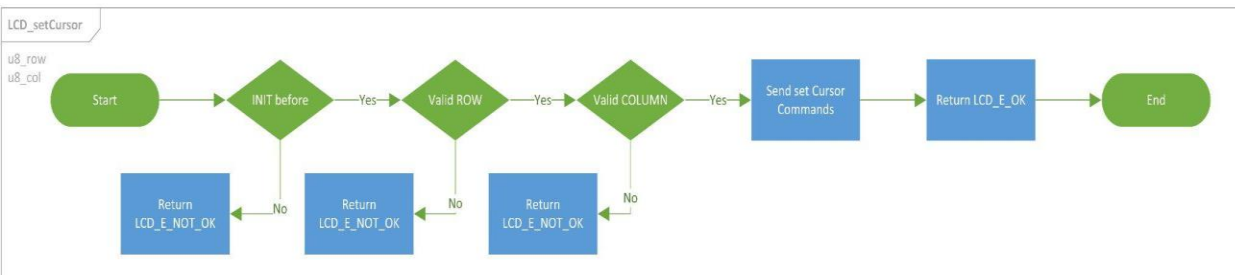 LCD_setCursor
u8_row
u8_col
Start
INIT before
Yes
Valid ROW
Yes
Valid COLUMN
Yes
Send set Cursor
Commands
Return LCD_E_OK
End
No
Return
LCD_E_NOT_OK
No
Return
LCD_E_NOT_OK
No
Return
LCD_E_NOT_OK